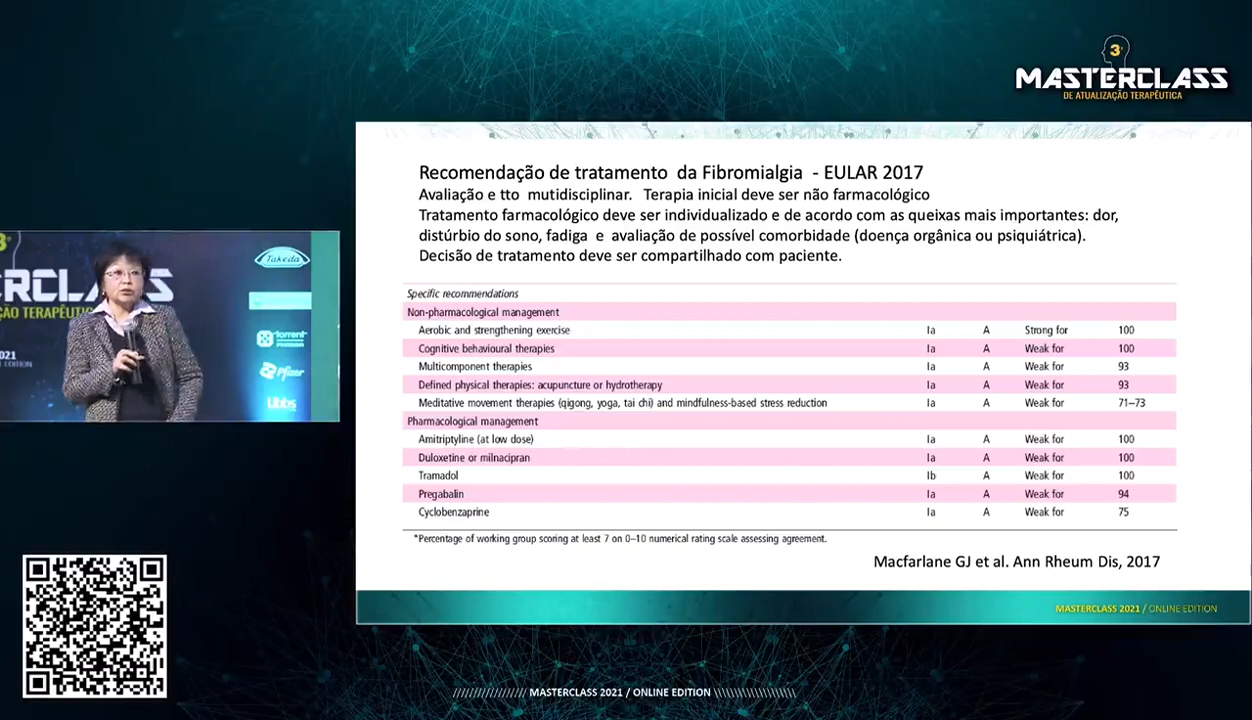 3ª
MASTERCLASS
DE ATUALIZAÇÃO TERAPÊUTICA
Recomendação de tratamento da Fibromialgia - EULAR 2017
Avaliação e tto mutidisciplinar. Terapia inicial deve ser não farmacológico
Tratamento farmacológico deve ser individualizado e de acordo com as queixas mais importantes: dor,
distúrbio do sono, fadiga e avaliação de possível comorbidade (doença orgânica ou psiquiátrica).
Decisão de tratamento deve ser compartilhado com paciente.
Specific recommendations
Non-pharmacological management
Aerobic and strengthening exercise Ia A Strong for 100
Cognitive behavioural therapies Ia A Weak for 100
Multicomponent therapies Ia A Weak for 93
Defined physical therapies: acupuncture or hydrotherapy Ia A Weak for 93
Meditative movement therapies (qigong, yoga, tai chi) and mindfulness-based stress reduction Ia A Weak for 71–73
Pharmacological management
Amitriptyline (at low dose) Ia A Weak for 100
Duloxetine or milnacipran Ia A Weak for 100
Tramadol Ib A Weak for 100
Pregabalin Ia A Weak for 94
Cyclobenzaprine Ia A Weak for 75
*Percentage of working group scoring at least 7 on 0–10 numerical rating scale assessing agreement.
Macfarlane GJ et al. Ann Rheum Dis, 2017
MASTERCLASS 2021 / ONLINE EDITION
3ª
RCLASS
ÇÃO TERAPÊUTIC
2021
EDITION
Takeda
torrent
Pfizer
Libbs
////////////////// MASTERCLASS 2021 / ONLINE EDITION \\\\\\\\\\\\\\\\\\\\